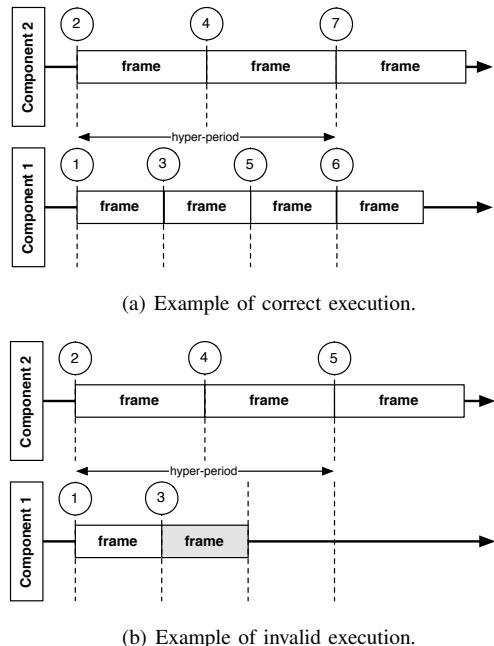 2
4
7
Component 2
frame
frame
frame
hyper-period
1
3
5
6
Component 1
frame
frame
frame
frame
(a) Example of correct execution.
2
4
5
Component 2
frame
frame
frame
hyper-period
1
3
Component 1
frame
frame
(b) Example of invalid execution.